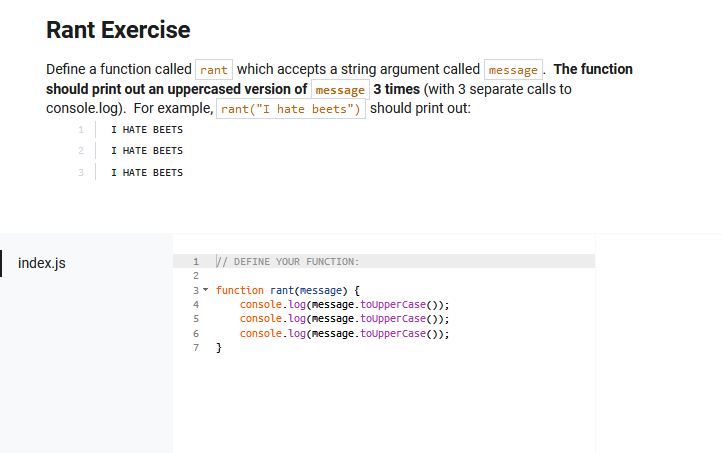 Rant Exercise
Define a function called rant which accepts a string argument called message. The function
should print out an uppercased version of message 3 times (with 3 separate calls to
console.log). For example, rant("I hate beets") should print out:
1 I HATE BEETS
2 I HATE BEETS
3 I HATE BEETS
index.js
1 // DEFINE YOUR FUNCTION:
2
3 function rant(message) {
4 console.log(message.toUpperCase());
5 console.log(message.toUpperCase());
6 console.log(message.toUpperCase());
7 }